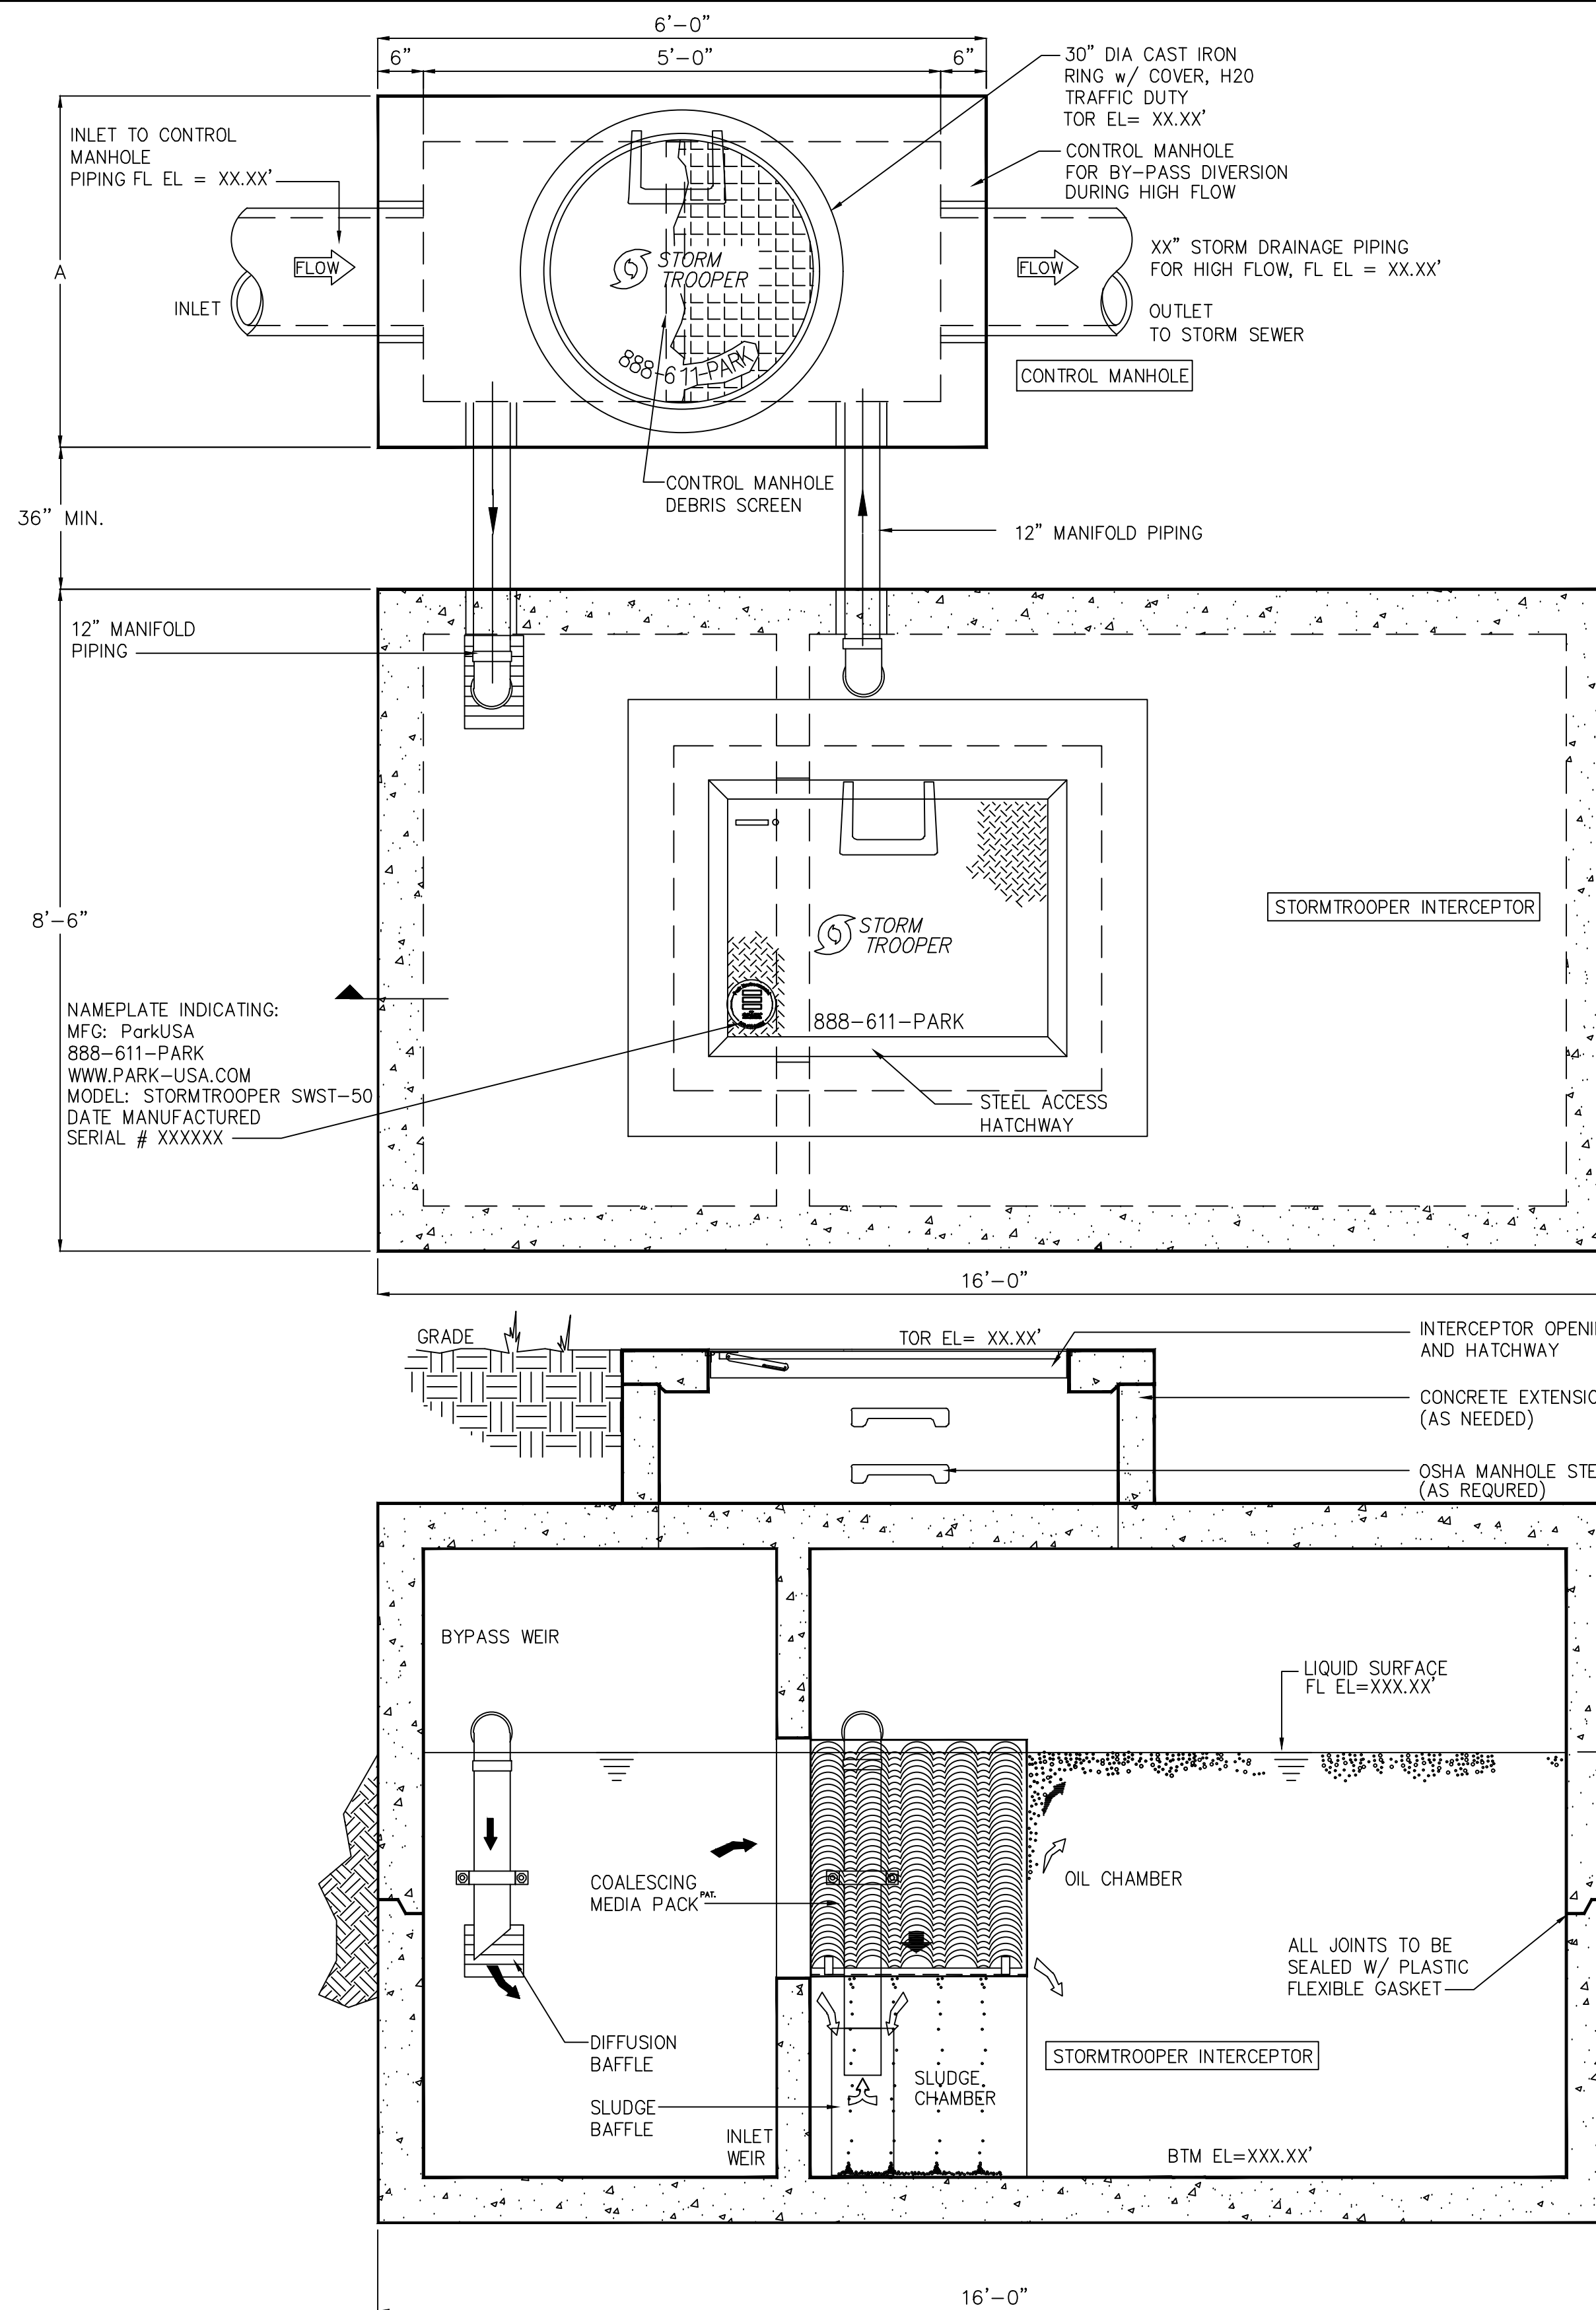 6'-0"
6"
5'-0"
6"
30" DIA CAST IRON
RING w/ COVER, H20
TRAFFIC DUTY
TOR EL= XX.XX'
INLET TO CONTROL
MANHOLE
PIPING FL EL = XX.XX'
CONTROL MANHOLE
FOR BY-PASS DIVERSION
DURING HIGH FLOW
XX" STORM DRAINAGE PIPING
FOR HIGH FLOW, FL EL = XX.XX'
A
FLOW
STORM
TROOPER
FLOW
INLET
OUTLET
TO STORM SEWER
888-611-PARK
CONTROL MANHOLE
CONTROL MANHOLE
DEBRIS SCREEN
36" MIN.
12" MANIFOLD PIPING
12" MANIFOLD
PIPING
8'-6"
STORMTROOPER INTERCEPTOR
STORM
TROOPER
NAMEPLATE INDICATING:
MFG: ParkUSA
888-611-PARK
WWW.PARK-USA.COM
MODEL: STORMTROOPER SWST-50
DATE MANUFACTURED
SERIAL # XXXXXX
888-611-PARK
STEEL ACCESS
HATCHWAY
16'-0"
GRADE
TOR EL= XX.XX'
INTERCEPTOR OPENI
AND HATCHWAY
CONCRETE EXTENSIO
(AS NEEDED)
OSHA MANHOLE STE
(AS REQURED)
BYPASS WEIR
LIQUID SURFACE
FL EL=XXX.XX'
COALESCING
MEDIA PACK PAT.
OIL CHAMBER
ALL JOINTS TO BE
SEALED W/ PLASTIC
FLEXIBLE GASKET
DIFFUSION
BAFFLE
STORMTROOPER INTERCEPTOR
SLUDGE
CHAMBER
SLUDGE
BAFFLE
INLET
WEIR
BTM EL=XXX.XX'
16'-0"